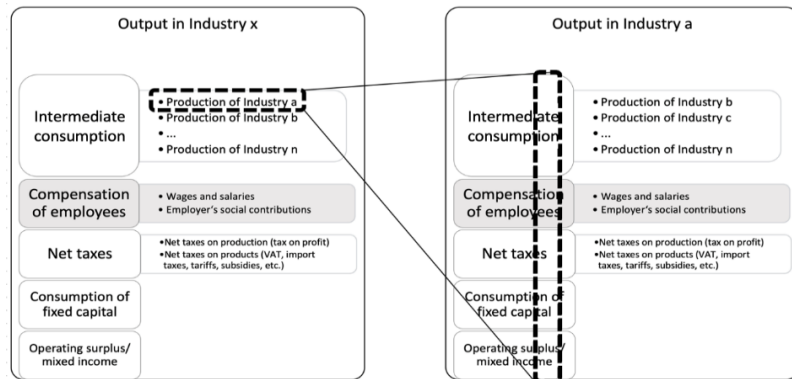 Output in Industry x
Intermediate
consumption
• Production of Industry a
• Production of Industry b
• ...
• Production of Industry n
Compensation
of employees
• Wages and salaries
• Employer's social contributions
Net taxes
•Net taxes on production (tax on profit)
•Net taxes on products (VAT, import
taxes, tariffs, subsidies, etc.)
Consumption of
fixed capital
Operating surplus/
mixed income
Output in Industry a
Intermediate
consumption
• Production of Industry b
• Production of Industry c
• ...
• Production of Industry n
Compensation
of employees
• Wages and salaries
• Employer's social contributions
Net taxes
•Net taxes on production (tax on profit)
•Net taxes on products (VAT, import
taxes, tariffs, subsidies, etc.)
Consumption of
fixed capital
Operating surplus/
mixed income